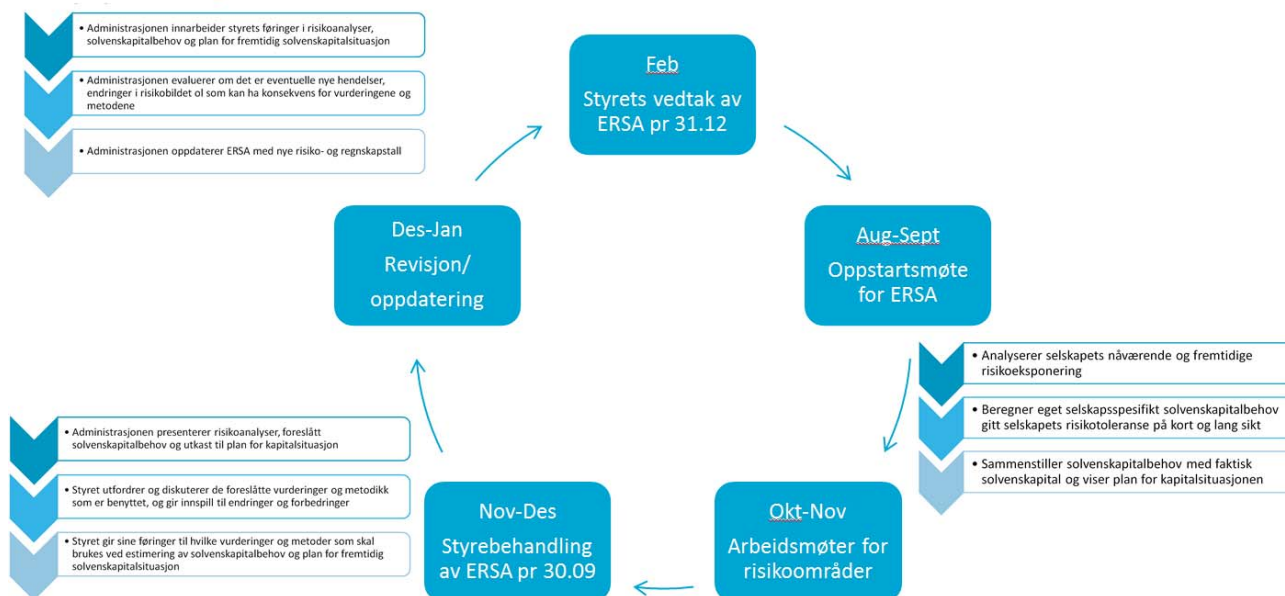 • Administrasjonen innarbeider styrets føringer i risikoanalyser,
solvenskapitalbehov og plan for fremtidig solvenskapitalsituasjon
• Administrasjonen evaluerer om det er eventuelle nye hendelser,
endringer i risikobildet ol som kan ha konsekvens for vurderingene og
metodene
• Administrasjonen oppdaterer ERSA med nye risiko- og regnskapstall
Feb
Styrets vedtak av
ERSA pr 31.12
Des-Jan
Revisjon/
oppdatering
Aug-Sept
Oppstartsmøte
for ERSA
• Analyserer selskapets nåværende og fremtidige
risikoeksponering
• Beregner eget selskapsspesifikt solvenskapitalbehov
gitt selskapets risikotoleranse på kort og lang sikt
• Sammenstiller solvenskapitalbehov med faktisk
solvenskapital og viser plan for kapitalsituasjonen
• Administrasjonen presenterer risikoanalyser, foreslått
solvenskapitalbehov og utkast til plan for kapitalsituasjon
• Styret utfordrer og diskuterer de foreslåtte vurderinger og metodikk
som er benyttet, og gir innspill til endringer og forbedringer
• Styret gir sine føringer til hvilke vurderinger og metoder som skal
brukes ved estimering av solvenskapitalbehov og plan for fremtidig
solvenskapitalsituasjon
Nov-Des
Styrebehandling
av ERSA pr 30.09
Okt-Nov
Arbeidsmøter for
risikoområder